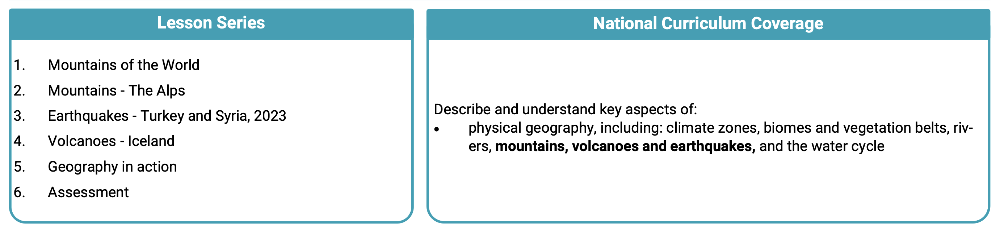 Lesson Series
1. Mountains of the World
2. Mountains - The Alps
3. Earthquakes - Turkey and Syria, 2023
4. Volcanoes - Iceland
5. Geography in action
6. Assessment
National Curriculum Coverage
Describe and understand key aspects of:
• physical geography, including: climate zones, biomes and vegetation belts, riv-
ers, mountains, volcanoes and earthquakes, and the water cycle